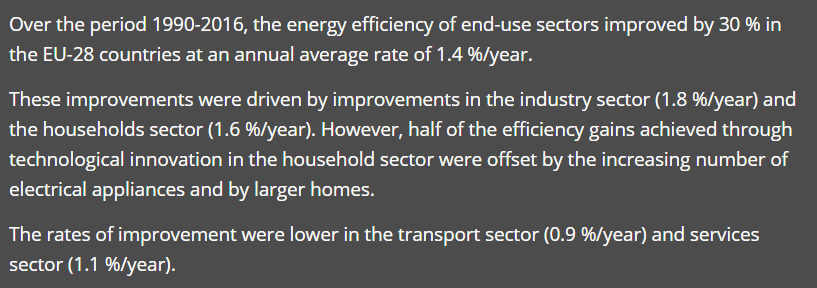 Over the period 1990-2016, the energy efficiency of end-use sectors improved by 30 % in
the EU-28 countries at an annual average rate of 1.4 %/year.
These improvements were driven by improvements in the industry sector (1.8 %/year) and
the households sector (1.6 %/year). However, half of the efficiency gains achieved through
technological innovation in the household sector were offset by the increasing number of
electrical appliances and by larger homes.
The rates of improvement were lower in the transport sector (0.9 %/year) and services
sector (1.1 %/year).